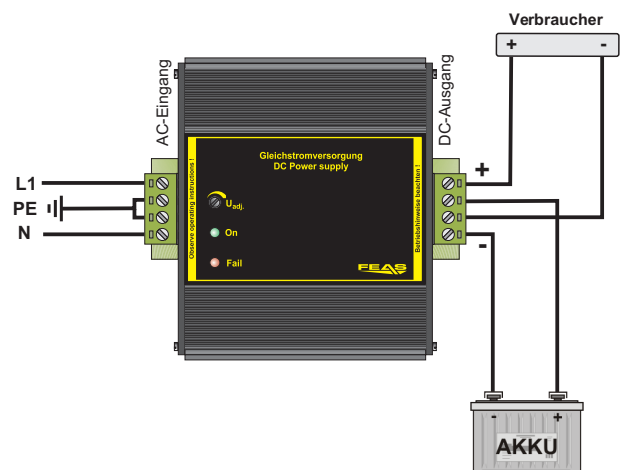 Verbraucher
+ -
AC-Eingang
DC-Ausgang
Observe operating instructions !
Gleichstromversorgung
DC Power supply
Betriebshinweise beachten !
Uadj.
On
Fail
FEAS
L1
PE
N
+
-
- +
AKKU